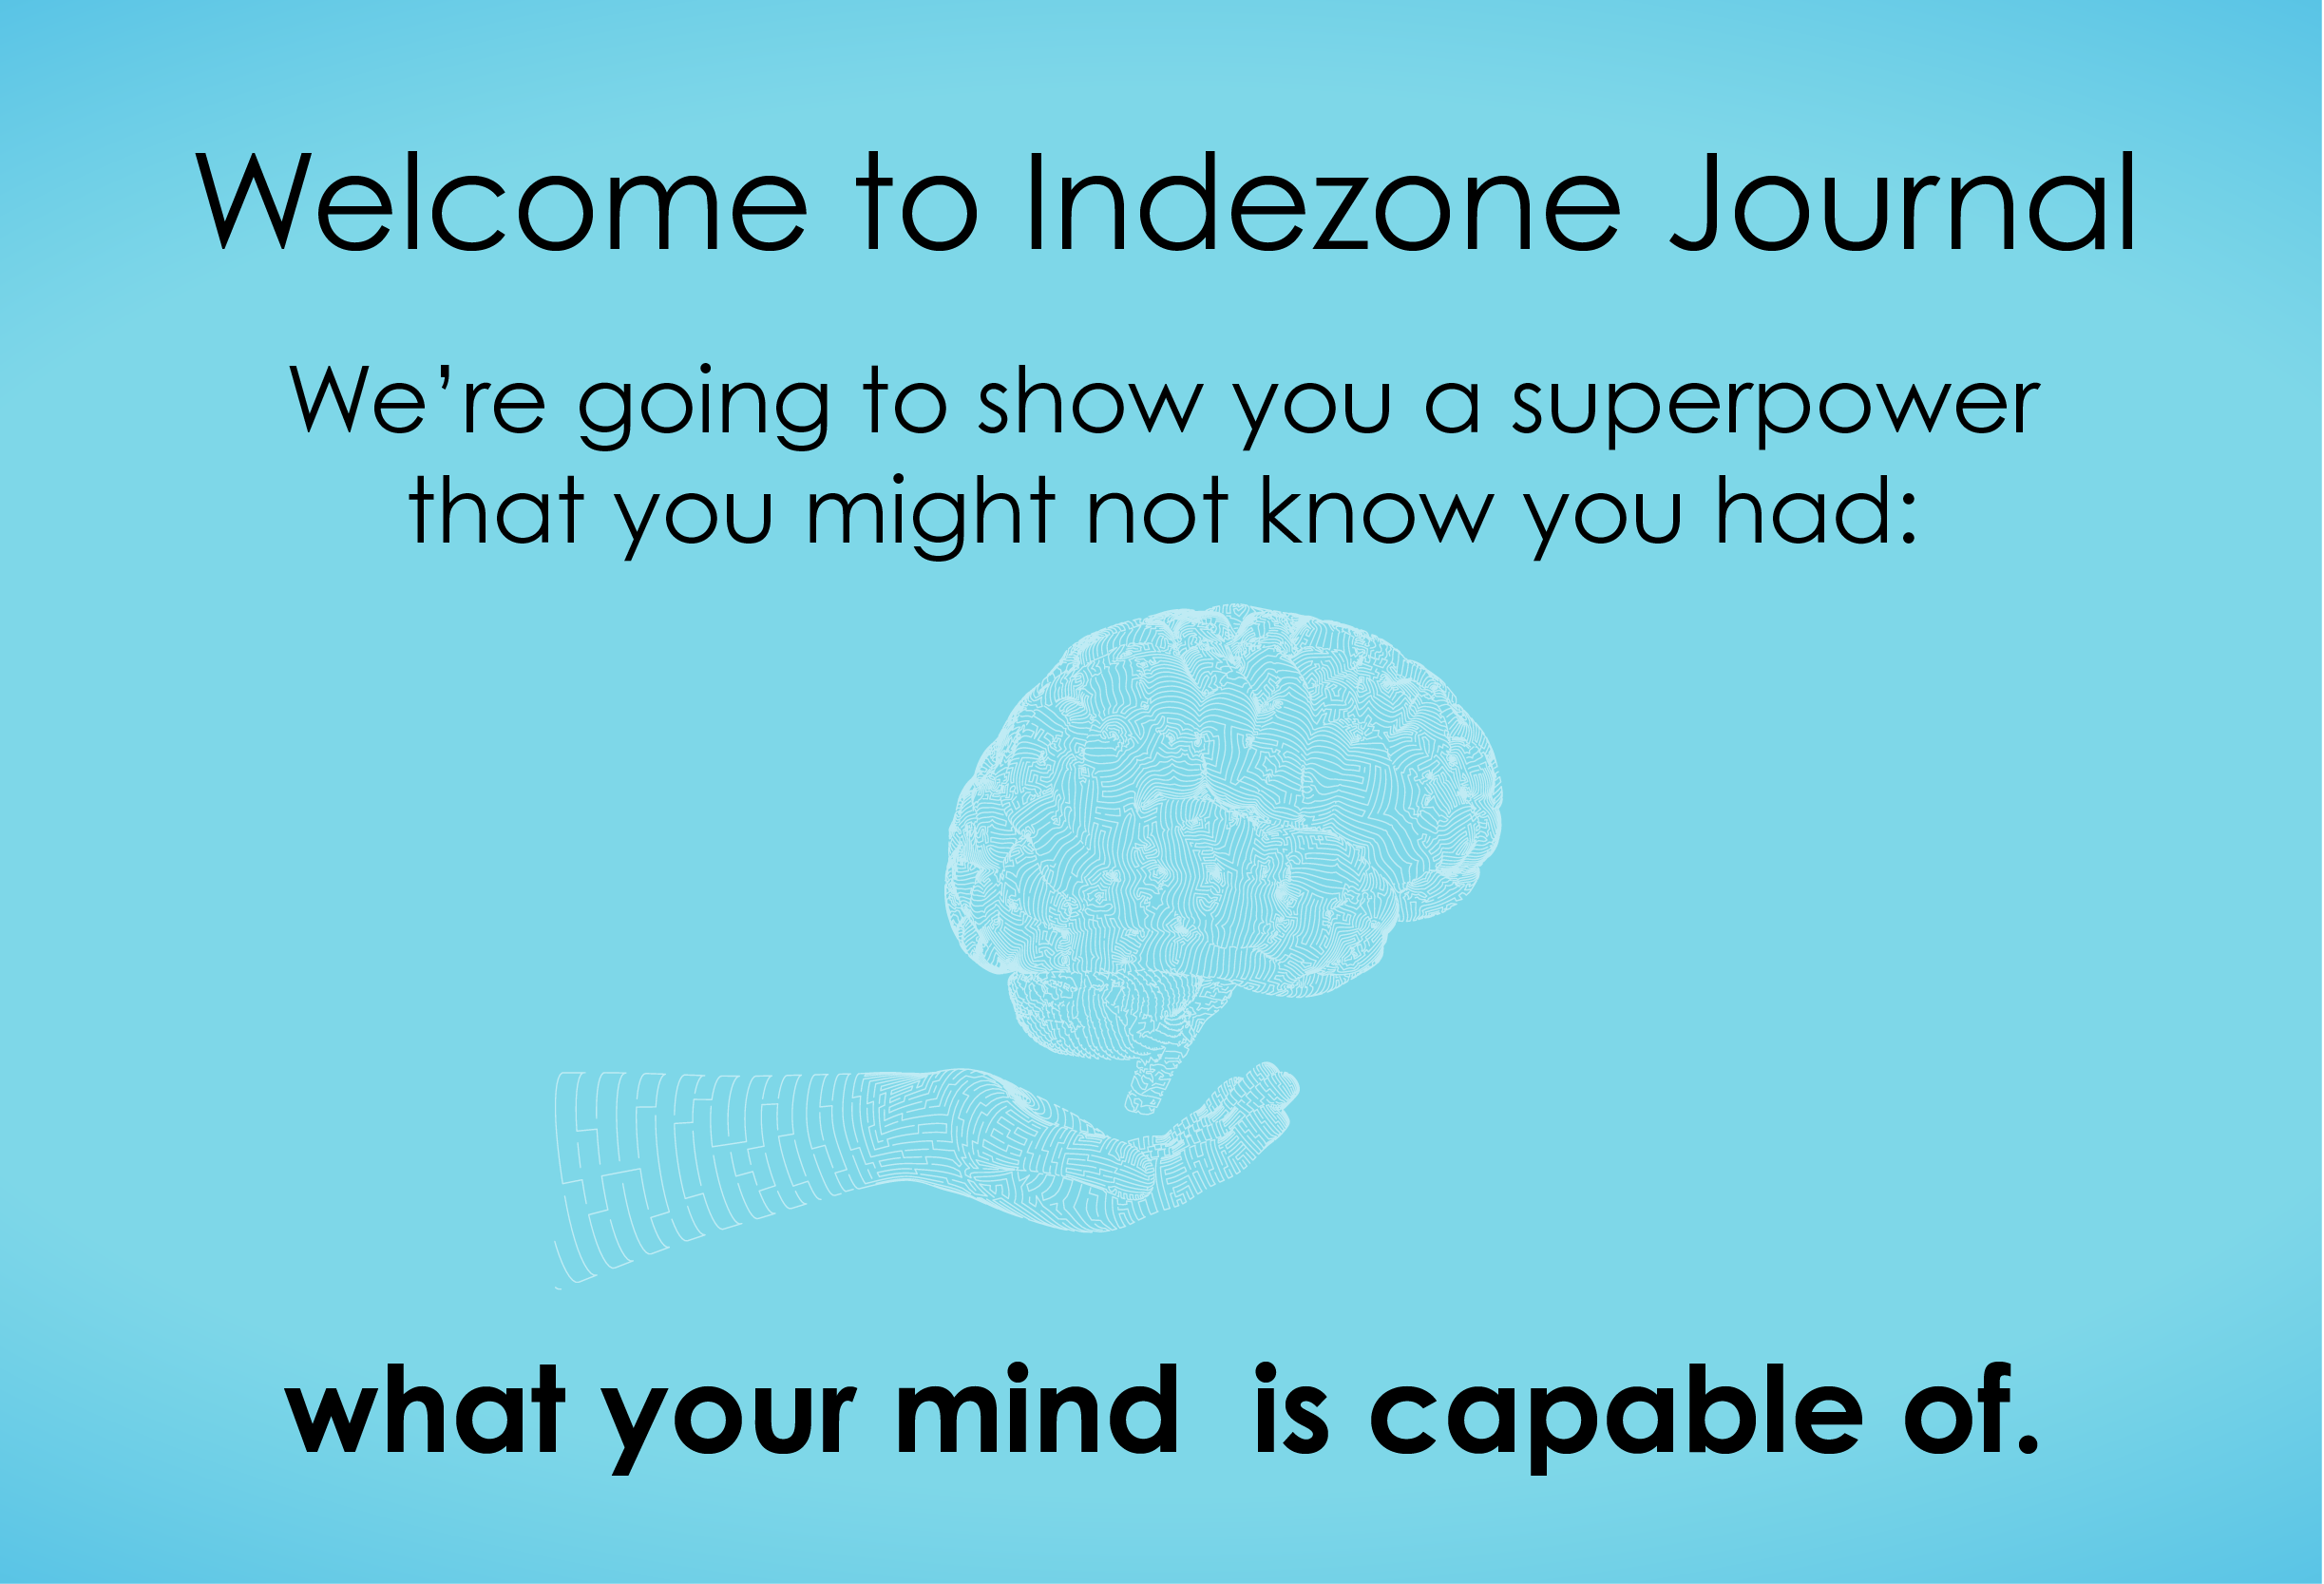 Welcome to Indezone Journal
We’re going to show you a superpower
that you might not know you had:
what your mind  is capable of.